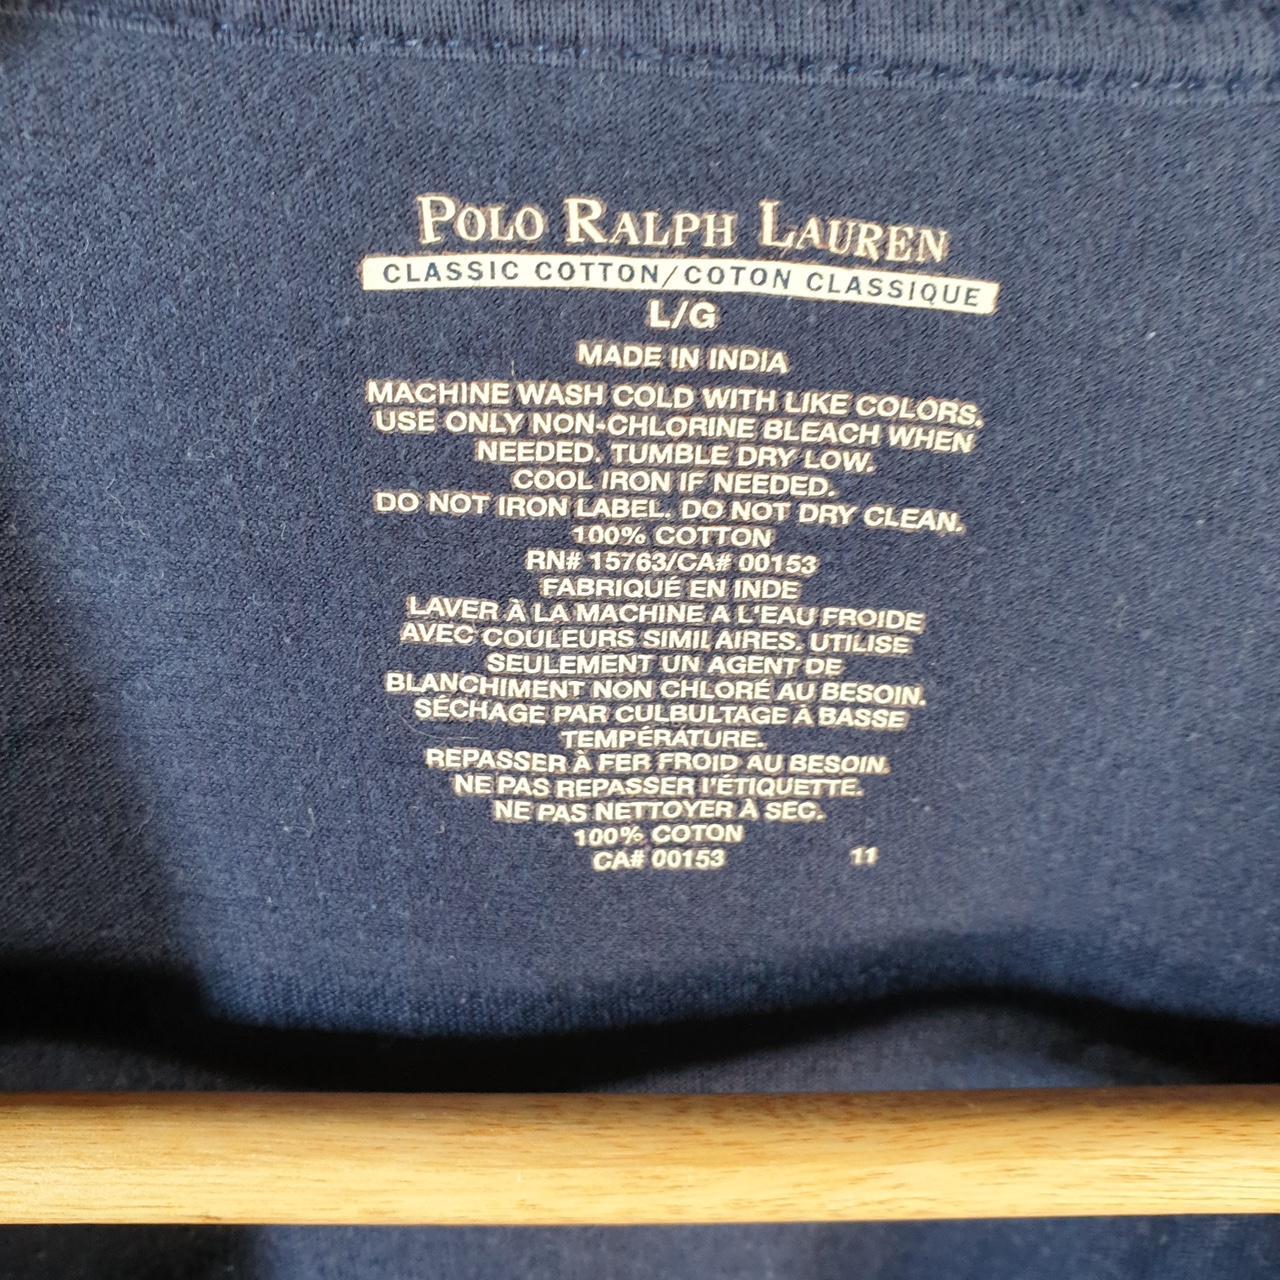 POLO RALPH LAUREN
CLASSIC COTTON/COTON CLASSIQUE
L/G
MADE IN INDIA
MACHINE WASH COLD WITH LIKE COLORS.
USE ONLY NON-CHLORINE BLEACH WHEN
NEEDED. TUMBLE DRY LOW.
COOL IRON IF NEEDED.
DO NOT IRON LABEL. DO NOT DRY CLEAN.
100% COTTON
RN# 15763/CA# 00153
FABRIQUÉ EN INDE
LAVER À LA MACHINE A L'EAU FROIDE
AVEC COULEURS SIMILAIRES. UTILISE
SEULEMENT UN AGENT DE
BLANCHIMENT NON CHLORÉ AU BESOIN.
SÉCHAGE PAR CULBULTAGE À BASSE
TEMPÉRATURE.
REPASSER À FER FROID AU BESOIN.
NE PAS REPASSER l'ÉTIQUETTE.
NE PAS NETTOYER À SEC.
100% COTON
CA# 00153 11